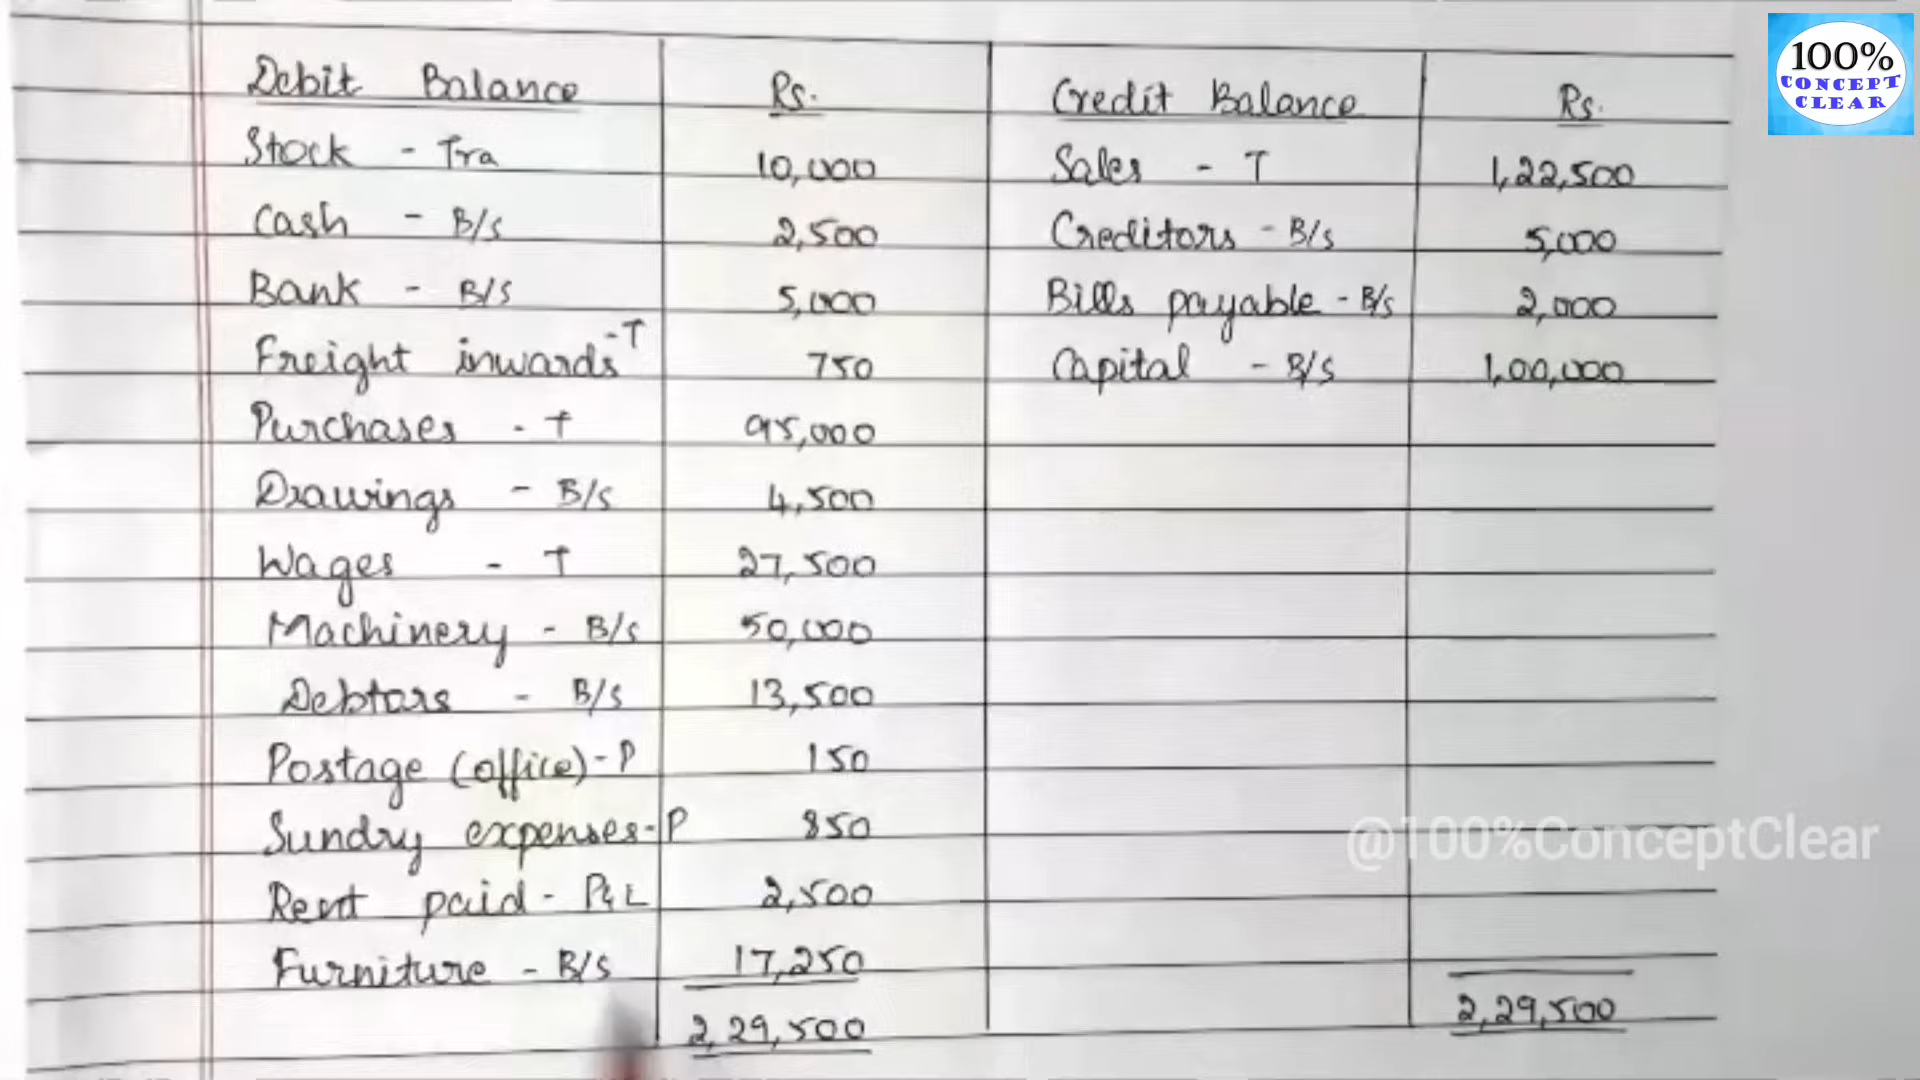 100%
CONCEPT
CLEAR
Debit Balance Rs. Credit Balance Rs.
Stock - Tra 10,000 Sales - T 1,22,500
Cash - B/s 2,500 Creditors - B/s 5,000
Bank - B/s 5,000 Bills payable - B/s 2,000
Freight inwards - T 750 Capital - B/s 1,00,000
Purchases - T 95,000
Drawings - B/s 4,500
Wages - T 27,500
Machinery - B/s 50,000
Debtors - B/s 13,500
Postage (office) - P 150
Sundry expenses - P 850
@100%ConceptClear
Rent paid - P&L 2,500
Furniture - B/s 17,250
2,29,500 2,29,500